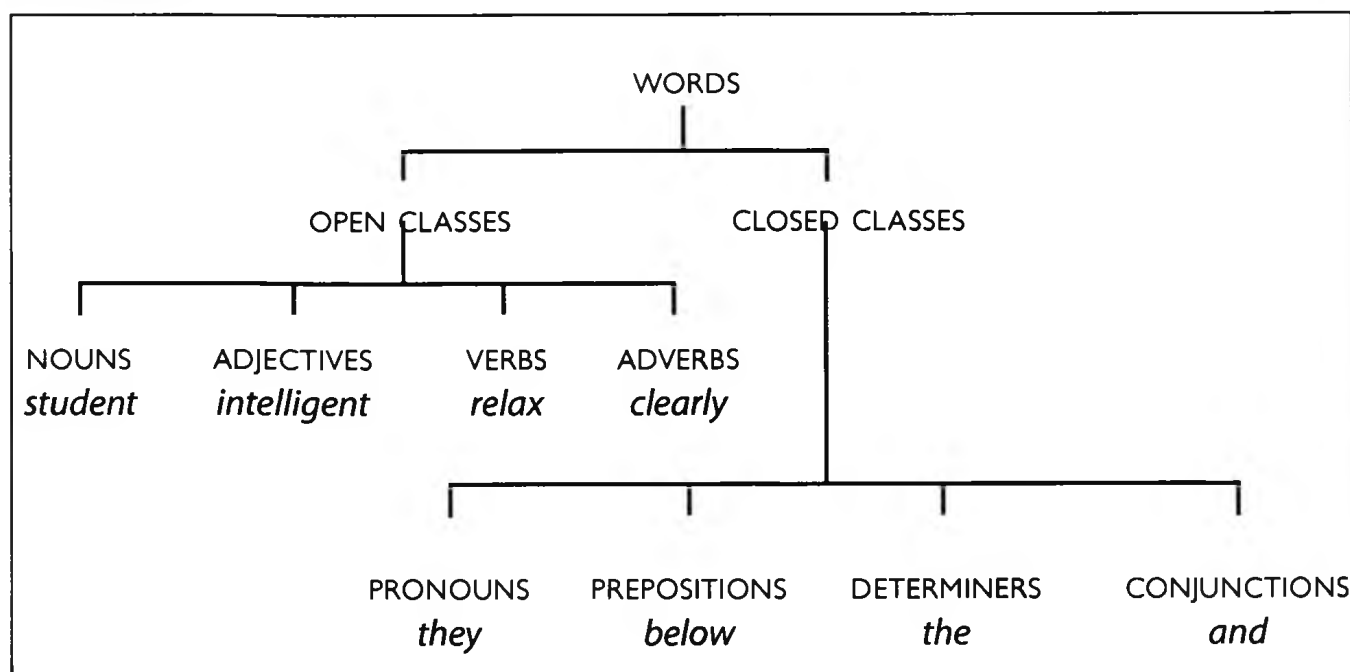 WORDS
OPEN CLASSES CLOSED CLASSES
NOUNS ADJECTIVES VERBS ADVERBS
student intelligent relax clearly
PRONOUNS PREPOSITIONS DETERMINERS CONJUNCTIONS
they below the and